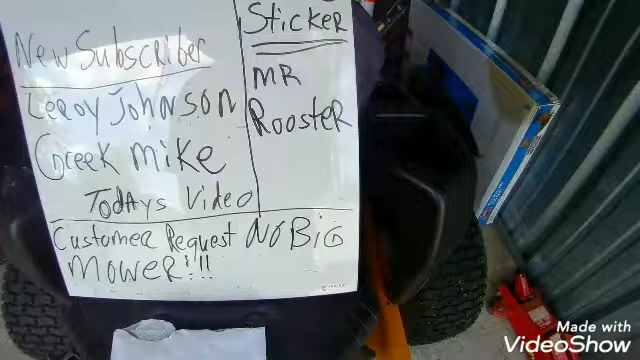 New Subscriber
Leroy Johnson
Greek Mike
Sticker
MR
Rooster
Todays Video
Customer Request No BiG
Mower!!!
Made with
VideoShow